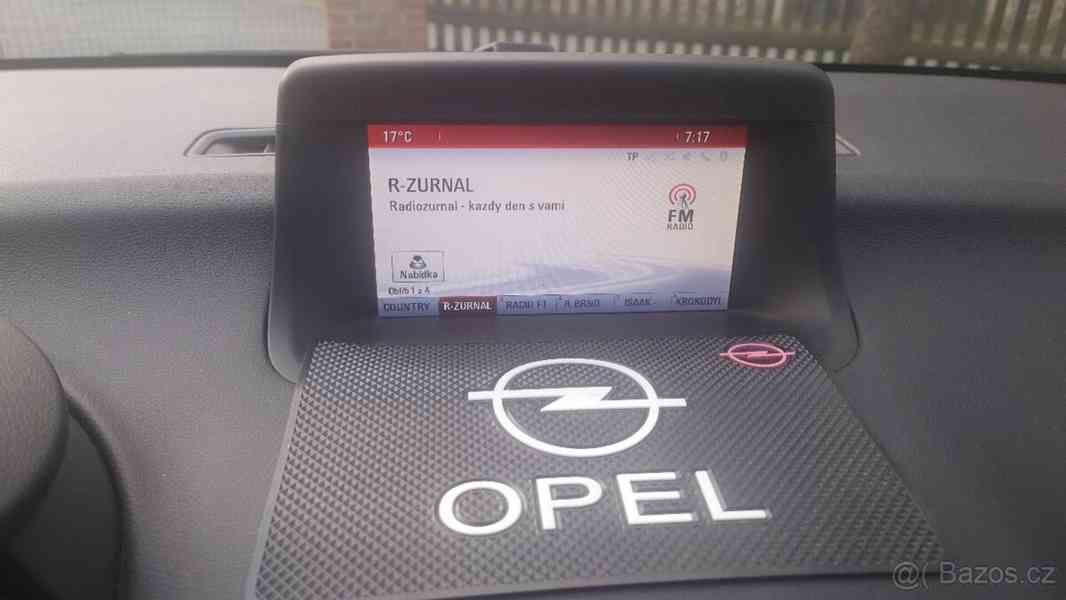 17°C 7:17
TP
R-ZURNAL
Radiozurnal - kazdy den s vami
FM
RADIO
Nabídka
COUNTRY R-ZURNAL RADIO F1 R BRNO ISAAK- KROKODYL
OPEL
@( Bazos.cz